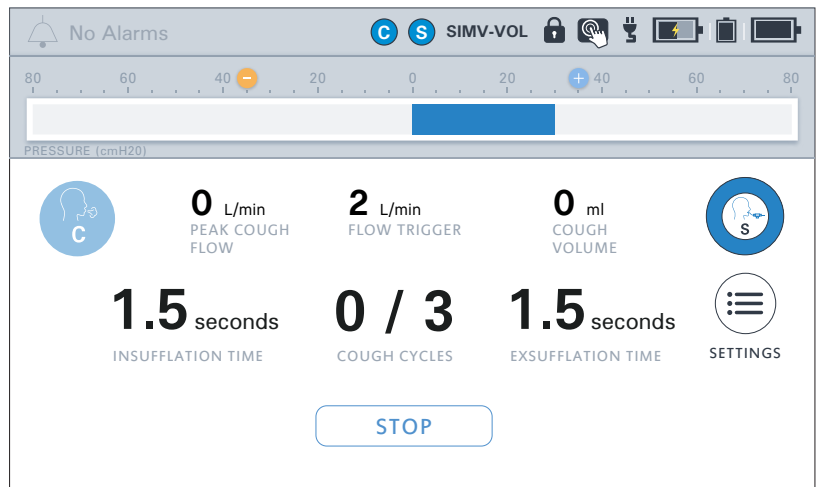 No Alarms
C S SIMV-VOL
80 60 40 − 20 0 20 + 40 60 80
PRESSURE (cmH20)
0 L/min 2 L/min 0 ml
PEAK COUGH FLOW TRIGGER COUGH
FLOW VOLUME
C S
1.5 seconds 0 / 3 1.5 seconds
INSUFFLATION TIME COUGH CYCLES EXSUFFLATION TIME SETTINGS
STOP